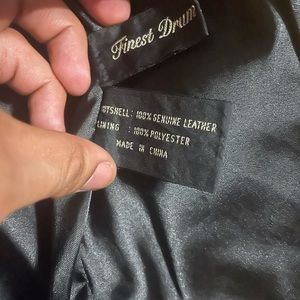 Finest Drum
OUTSHELL : 100% GENUINE LEATHER
LINING : 100% POLYESTER
MADE IN CHINA